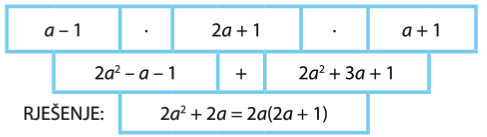 a – 1 · 2a + 1 · a + 1
2a² – a – 1 + 2a² + 3a + 1
RJEŠENJE: 2a² + 2a = 2a(2a + 1)